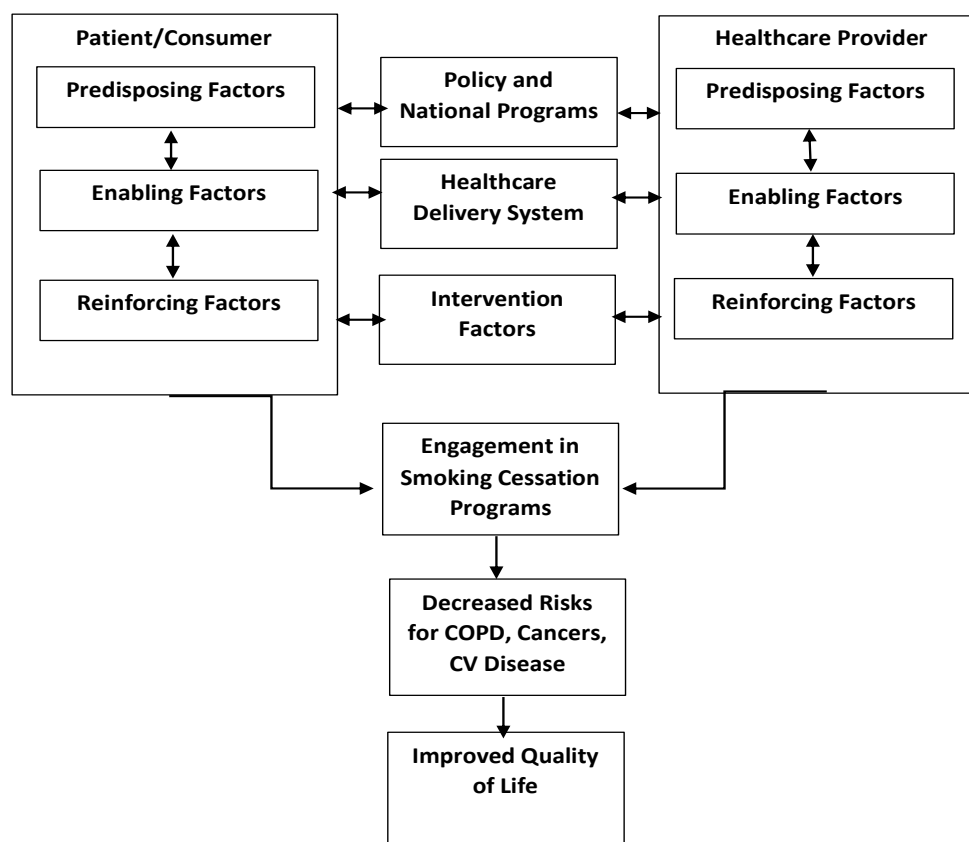 Patient/Consumer
Predisposing Factors
Enabling Factors
Reinforcing Factors
Policy and
National Programs
Healthcare
Delivery System
Intervention
Factors
Healthcare Provider
Predisposing Factors
Enabling Factors
Reinforcing Factors
Engagement in
Smoking Cessation
Programs
Decreased Risks
for COPD, Cancers,
CV Disease
Improved Quality
of Life